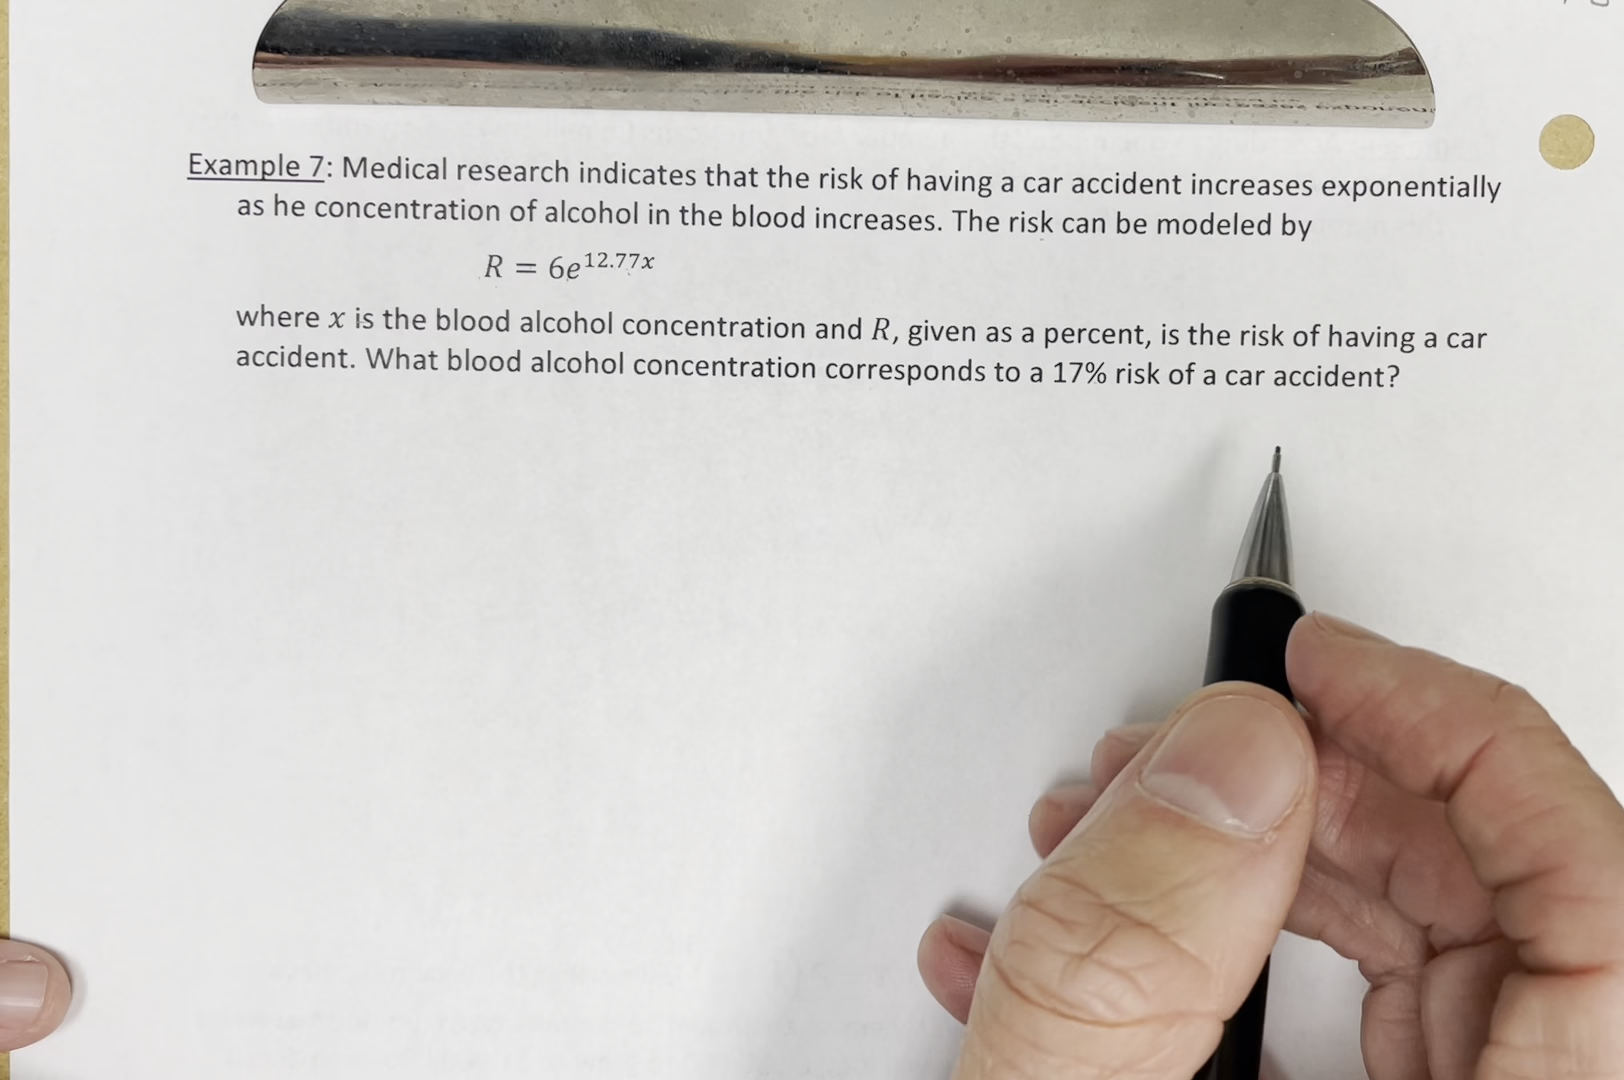 Example 7: Medical research indicates that the risk of having a car accident increases exponentially
as he concentration of alcohol in the blood increases. The risk can be modeled by
R = 6e^{12.77x}
where x is the blood alcohol concentration and R, given as a percent, is the risk of having a car
accident. What blood alcohol concentration corresponds to a 17% risk of a car accident?